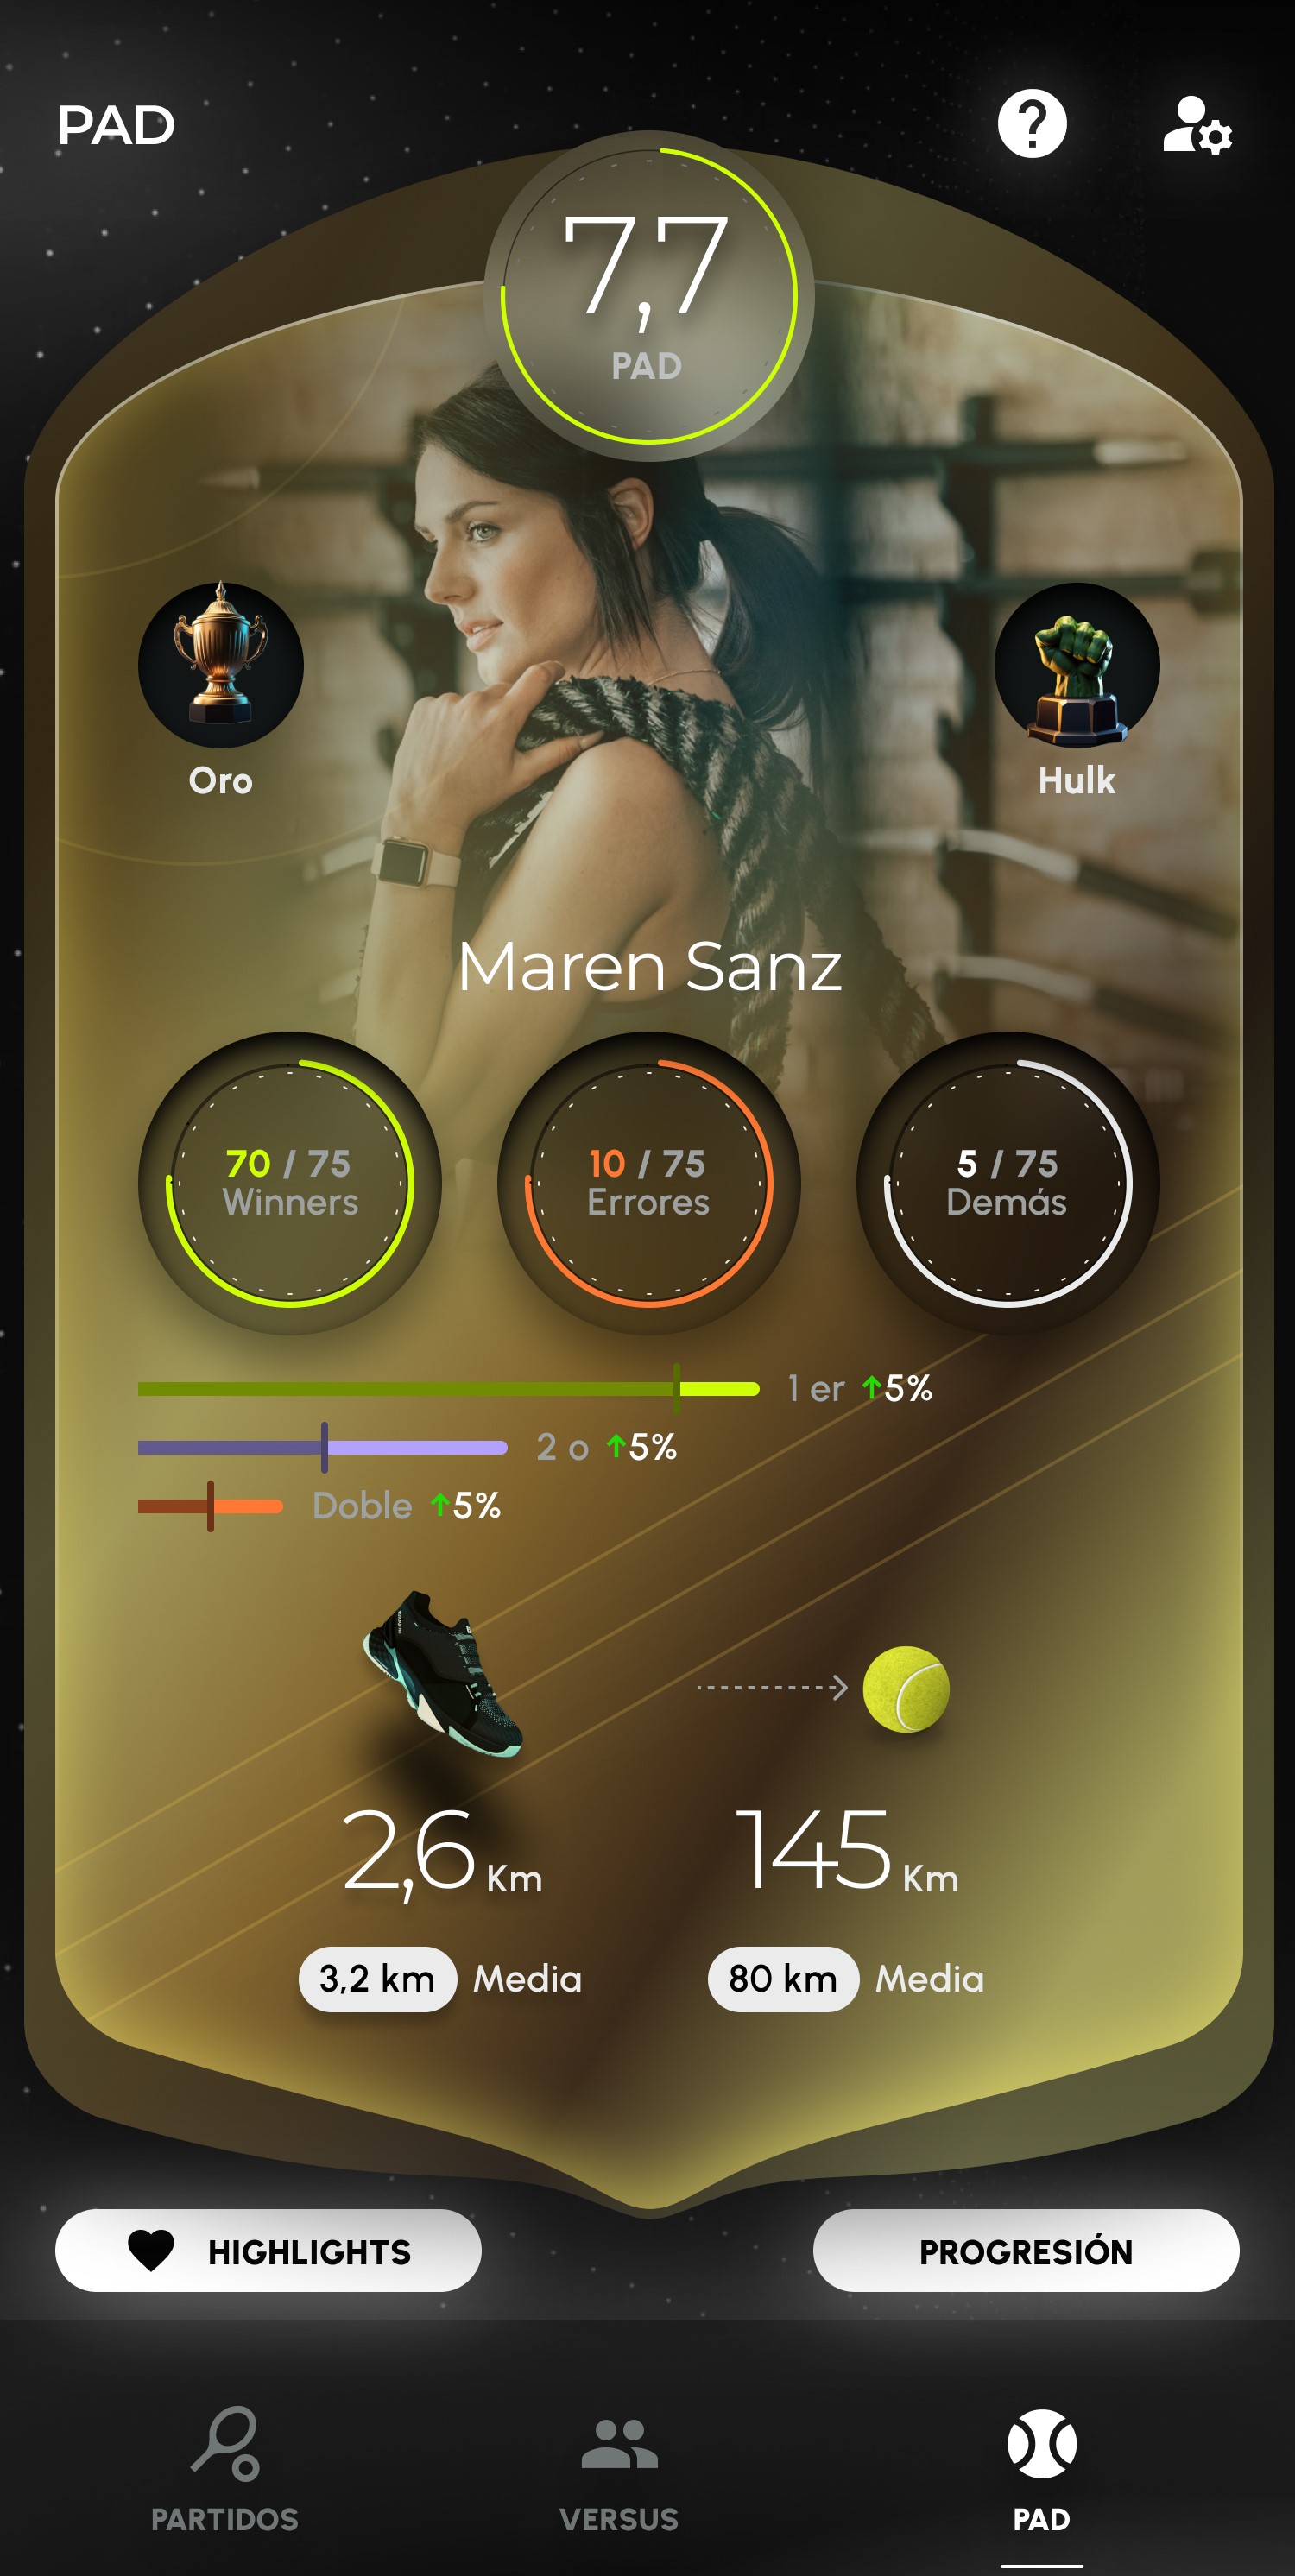 PAD
7,7
PAD
Oro
Hulk
Maren Sanz
70 / 75
Winners
10 / 75
Errores
5 / 75
Demás
1 er ↑5%
2 o ↑5%
Doble ↑5%
2,6 Km
145 Km
3,2 km Media
80 km Media
HIGHLIGHTS
PROGRESIÓN
PARTIDOS
VERSUS
PAD